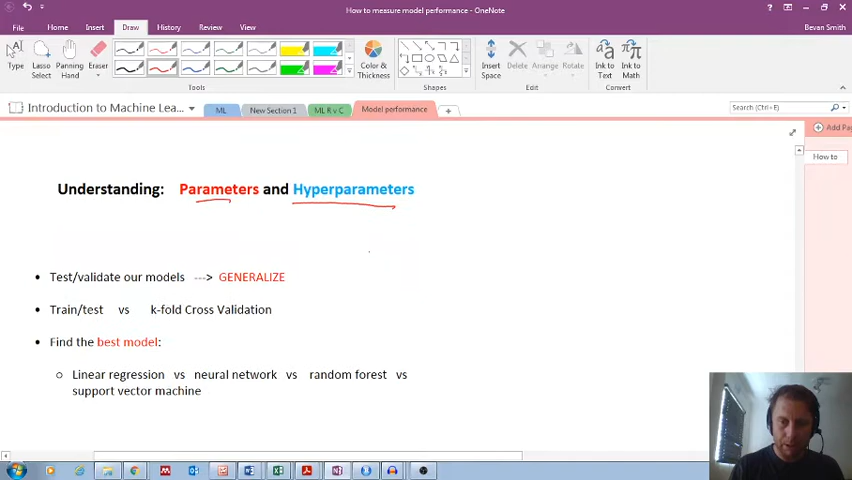 How to measure model performance - OneNote
Bevan Smith
File Home Insert Draw History Review View
Type Lasso Select Panning Hand Eraser
Color & Thickness
Insert Space Delete Arrange Rotate
Ink to Text Ink to Math
Tools Shapes Edit Convert
Introduction to Machine Lea... ML New Section 1 ML R v C Model performance
Search (Ctrl+E)
Add Pa
How to
Understanding: Parameters and Hyperparameters
• Test/validate our models ---> GENERALIZE
• Train/test vs k-fold Cross Validation
• Find the best model:
o Linear regression vs neural network vs random forest vs
support vector machine